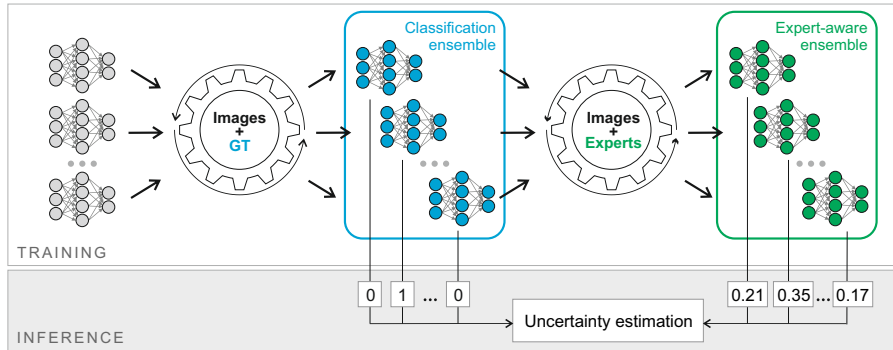 Classification
ensemble
Expert-aware
ensemble
Images
+
GT
Images
+
Experts
TRAINING
0 1 ... 0
0.21 0.35 ... 0.17
Uncertainty estimation
INFERENCE